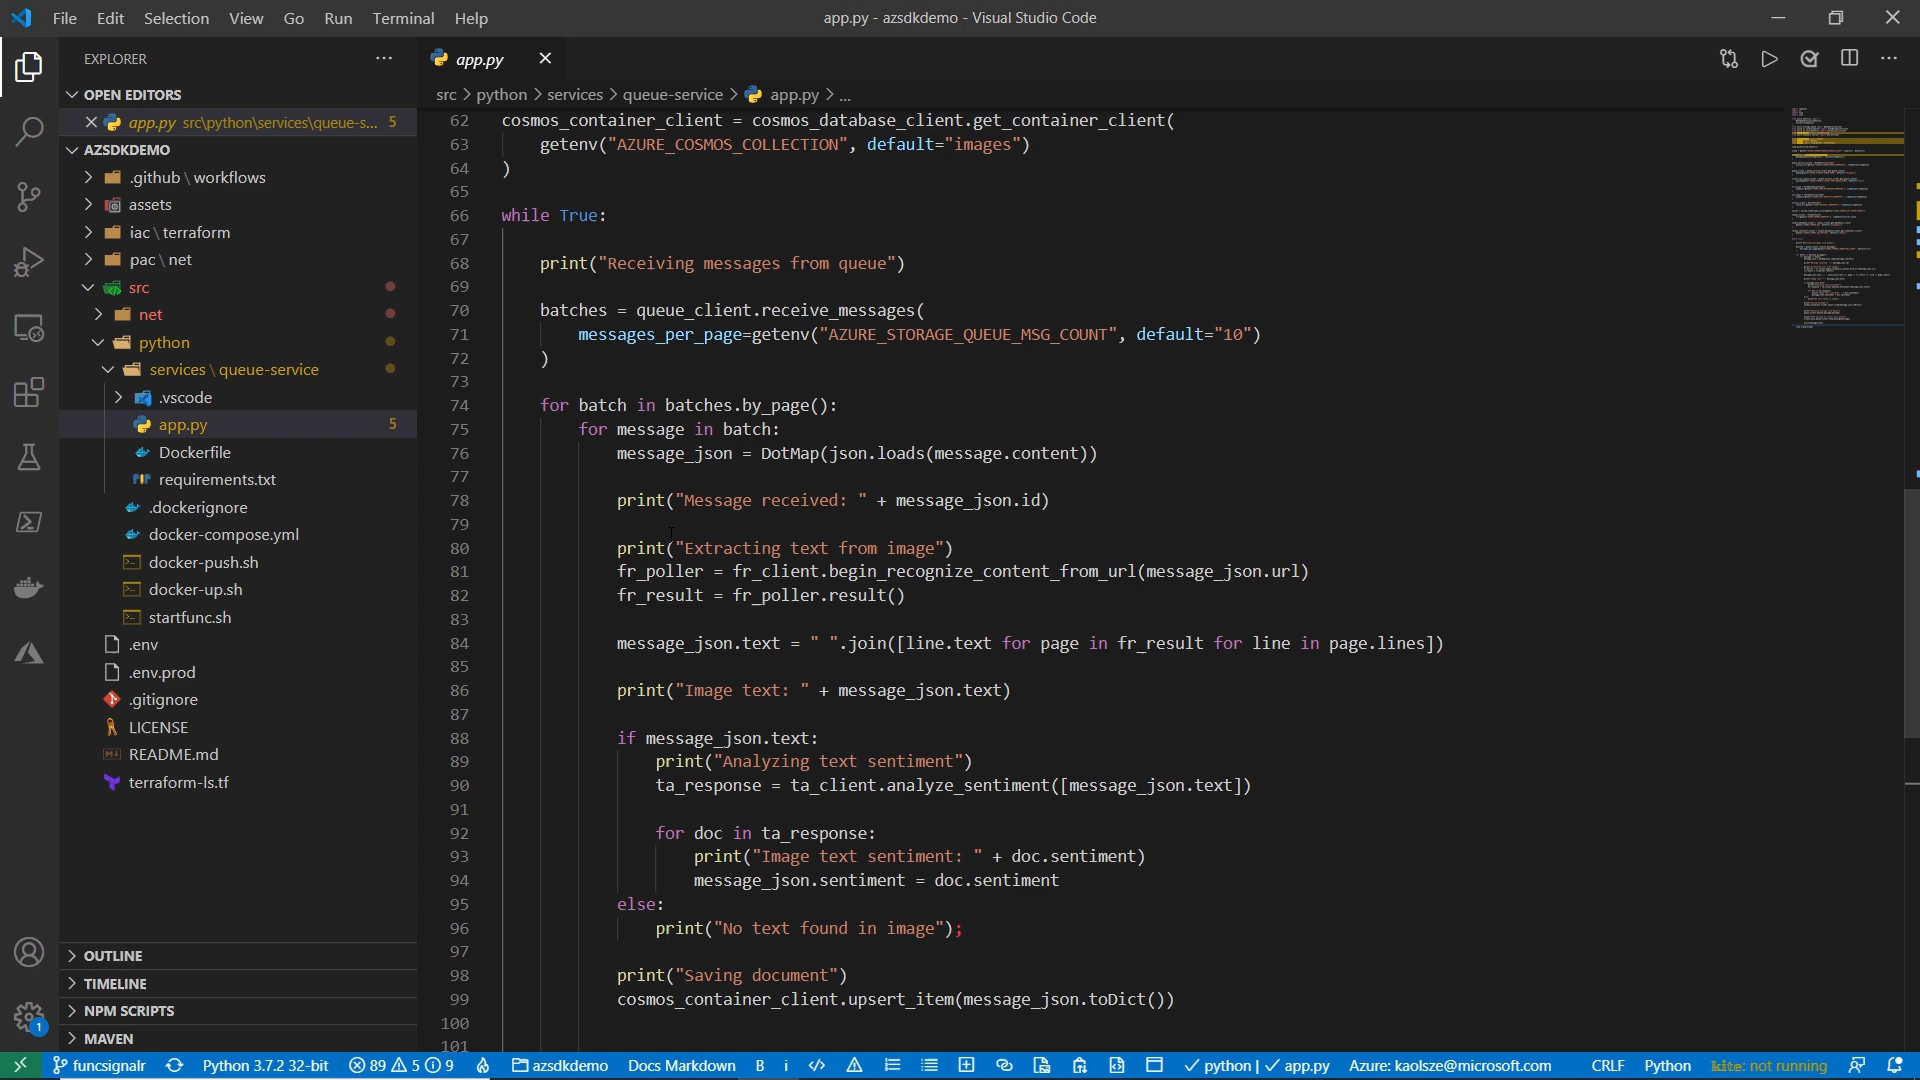 File Edit Selection View Go Run Terminal Help
app.py - azsdkdemo - Visual Studio Code
EXPLORER
OPEN EDITORS
app.py src\python\services\queue-s... 5
AZSDKDEMO
.github \ workflows
assets
iac \ terraform
pac \ net
src
net
python
services \ queue-service
.vscode
app.py 5
Dockerfile
requirements.txt
.dockerignore
docker-compose.yml
docker-push.sh
docker-up.sh
startfunc.sh
.env
.env.prod
.gitignore
LICENSE
README.md
terraform-ls.tf
OUTLINE
TIMELINE
NPM SCRIPTS
MAVEN
1
app.py
src > python > services > queue-service > app.py > ...
62 cosmos_container_client = cosmos_database_client.get_container_client(
63 getenv("AZURE_COSMOS_COLLECTION", default="images")
64 )
65
66 while True:
67
68 print("Receiving messages from queue")
69
70 batches = queue_client.receive_messages(
71 messages_per_page=getenv("AZURE_STORAGE_QUEUE_MSG_COUNT", default="10")
72 )
73
74 for batch in batches.by_page():
75 for message in batch:
76 message_json = DotMap(json.loads(message.content))
77
78 print("Message received: " + message_json.id)
79
80 print("Extracting text from image")
81 fr_poller = fr_client.begin_recognize_content_from_url(message_json.url)
82 fr_result = fr_poller.result()
83
84 message_json.text = " ".join([line.text for page in fr_result for line in page.lines])
85
86 print("Image text: " + message_json.text)
87
88 if message_json.text:
89 print("Analyzing text sentiment")
90 ta_response = ta_client.analyze_sentiment([message_json.text])
91
92 for doc in ta_response:
93 print("Image text sentiment: " + doc.sentiment)
94 message_json.sentiment = doc.sentiment
95 else:
96 print("No text found in image");
97
98 print("Saving document")
99 cosmos_container_client.upsert_item(message_json.toDict())
100
101
funcsignalr Python 3.7.2 32-bit 89 5 9 azsdkdemo Docs Markdown B i python | app.py Azure: kaolsze@microsoft.com CRLF Python kite: not running